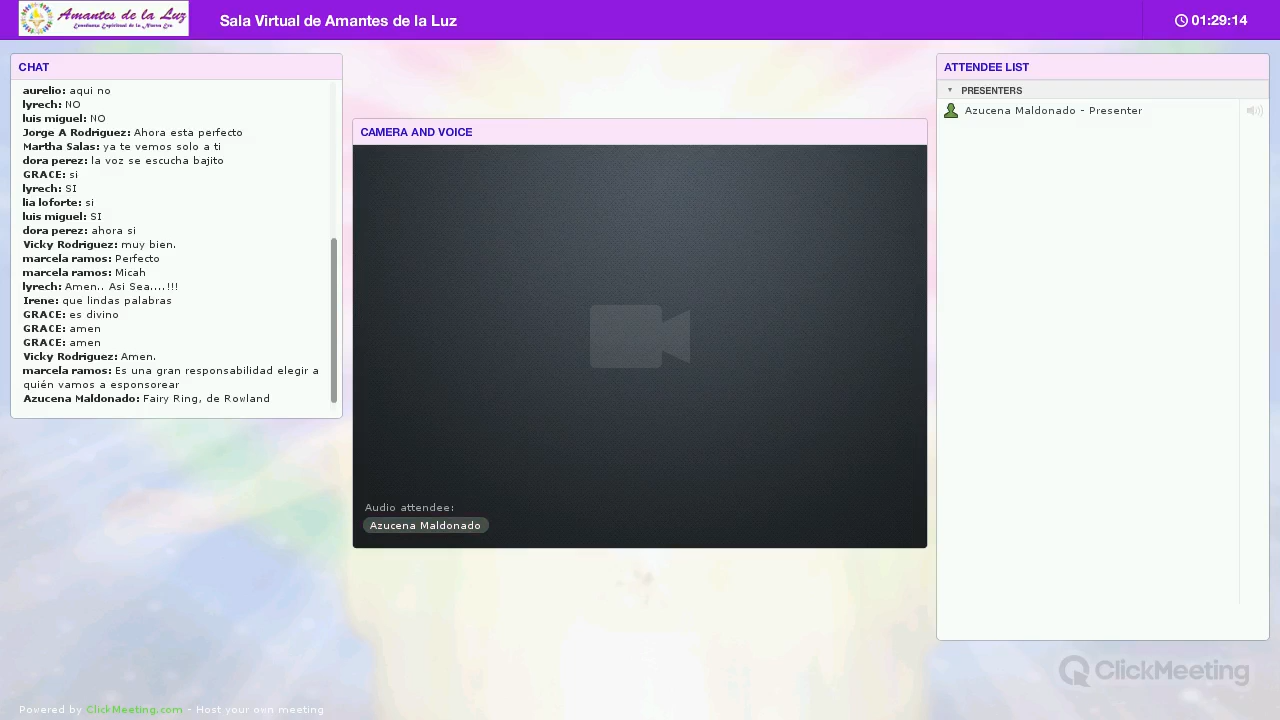 Amantes de la Luz
Enseñanza Espiritual de la Nueva Era
Sala Virtual de Amantes de la Luz
01:29:14
CHAT
aurelio: aqui no
lyrech: NO
luis miguel: NO
Jorge A Rodriguez: Ahora esta perfecto
Martha Salas: ya te vemos solo a ti
dora perez: la voz se escucha bajito
GRACE: si
lyrech: SI
lia loforte: si
luis miguel: SI
dora perez: ahora si
Vicky Rodriguez: muy bien.
marcela ramos: Perfecto
marcela ramos: Micah
lyrech: Amen.. Asi Sea....!!!
Irene: que lindas palabras
GRACE: es divino
GRACE: amen
GRACE: amen
Vicky Rodriguez: Amen.
marcela ramos: Es una gran responsabilidad elegir a
quién vamos a esponsorear
Azucena Maldonado: Fairy Ring, de Rowland
CAMERA AND VOICE
Audio attendee:
Azucena Maldonado
ATTENDEE LIST
PRESENTERS
Azucena Maldonado - Presenter
ClickMeeting
Powered by ClickMeeting.com - Host your own meeting